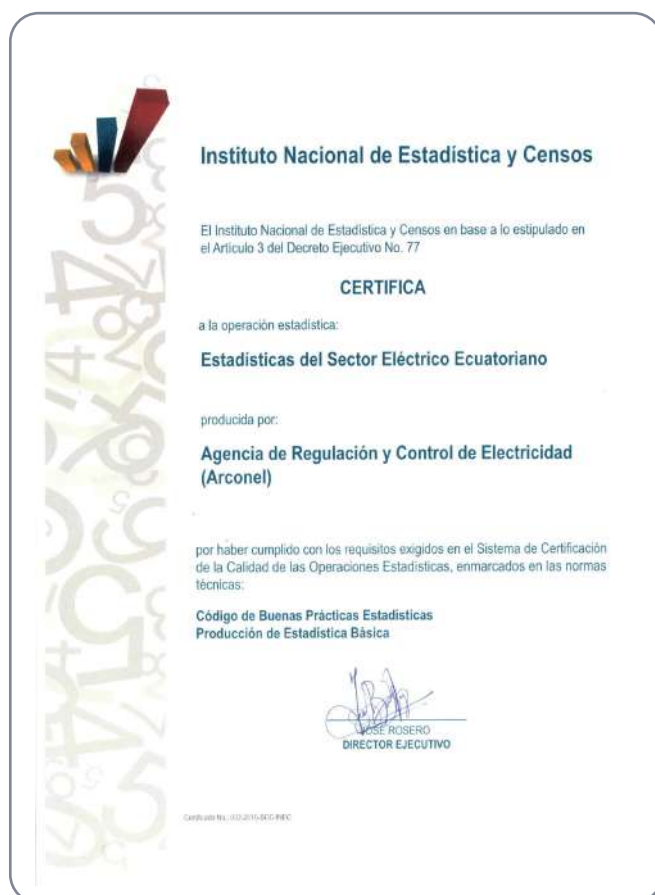 Instituto Nacional de Estadística y Censos
El Instituto Nacional de Estadística y Censos en base a lo estipulado en
el Articulo 3 del Decreto Ejecutivo No. 77
CERTIFICA
a la operación estadística:
Estadísticas del Sector Eléctrico Ecuatoriano
producida por:
Agencia de Regulación y Control de Electricidad
(Arconel)
por haber cumplido con los requisitos exigidos en el Sistema de Certificación
de la Calidad de las Operaciones Estadísticas, enmarcados en las normas
técnicas:
Código de Buenas Prácticas Estadísticas
Producción de Estadística Básica
JOSÉ ROSERO
DIRECTOR EJECUTIVO
Certificado No.: